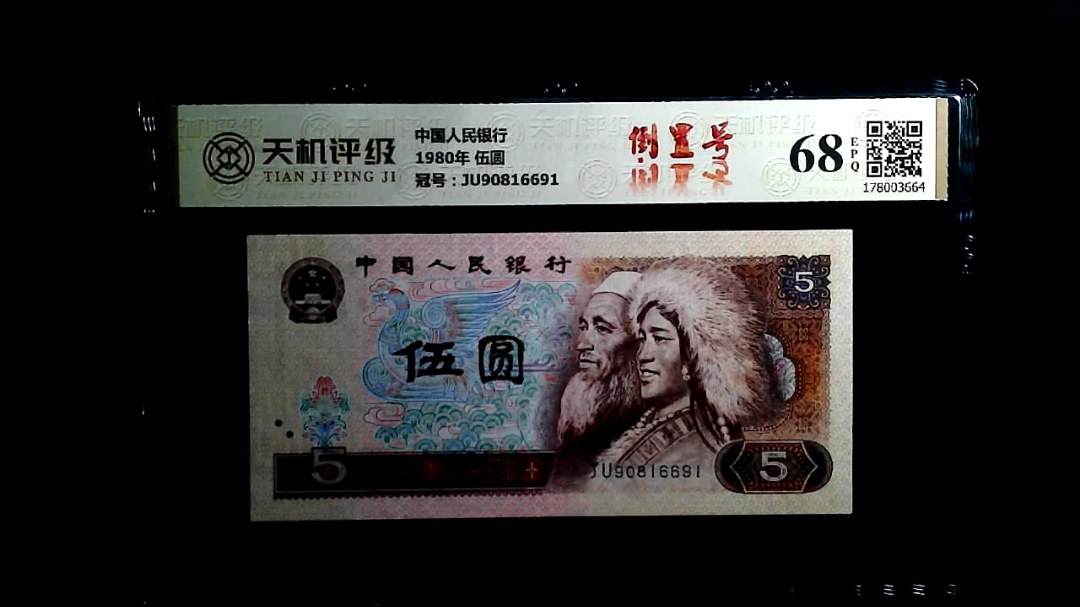 天机评级
TIAN JI PING JI
中国人民银行
1980年 伍圆
冠号：JU90816691
倒置号
68
EPQ
178003664
中国人民银行
5
伍圆
5
JU90816691
5